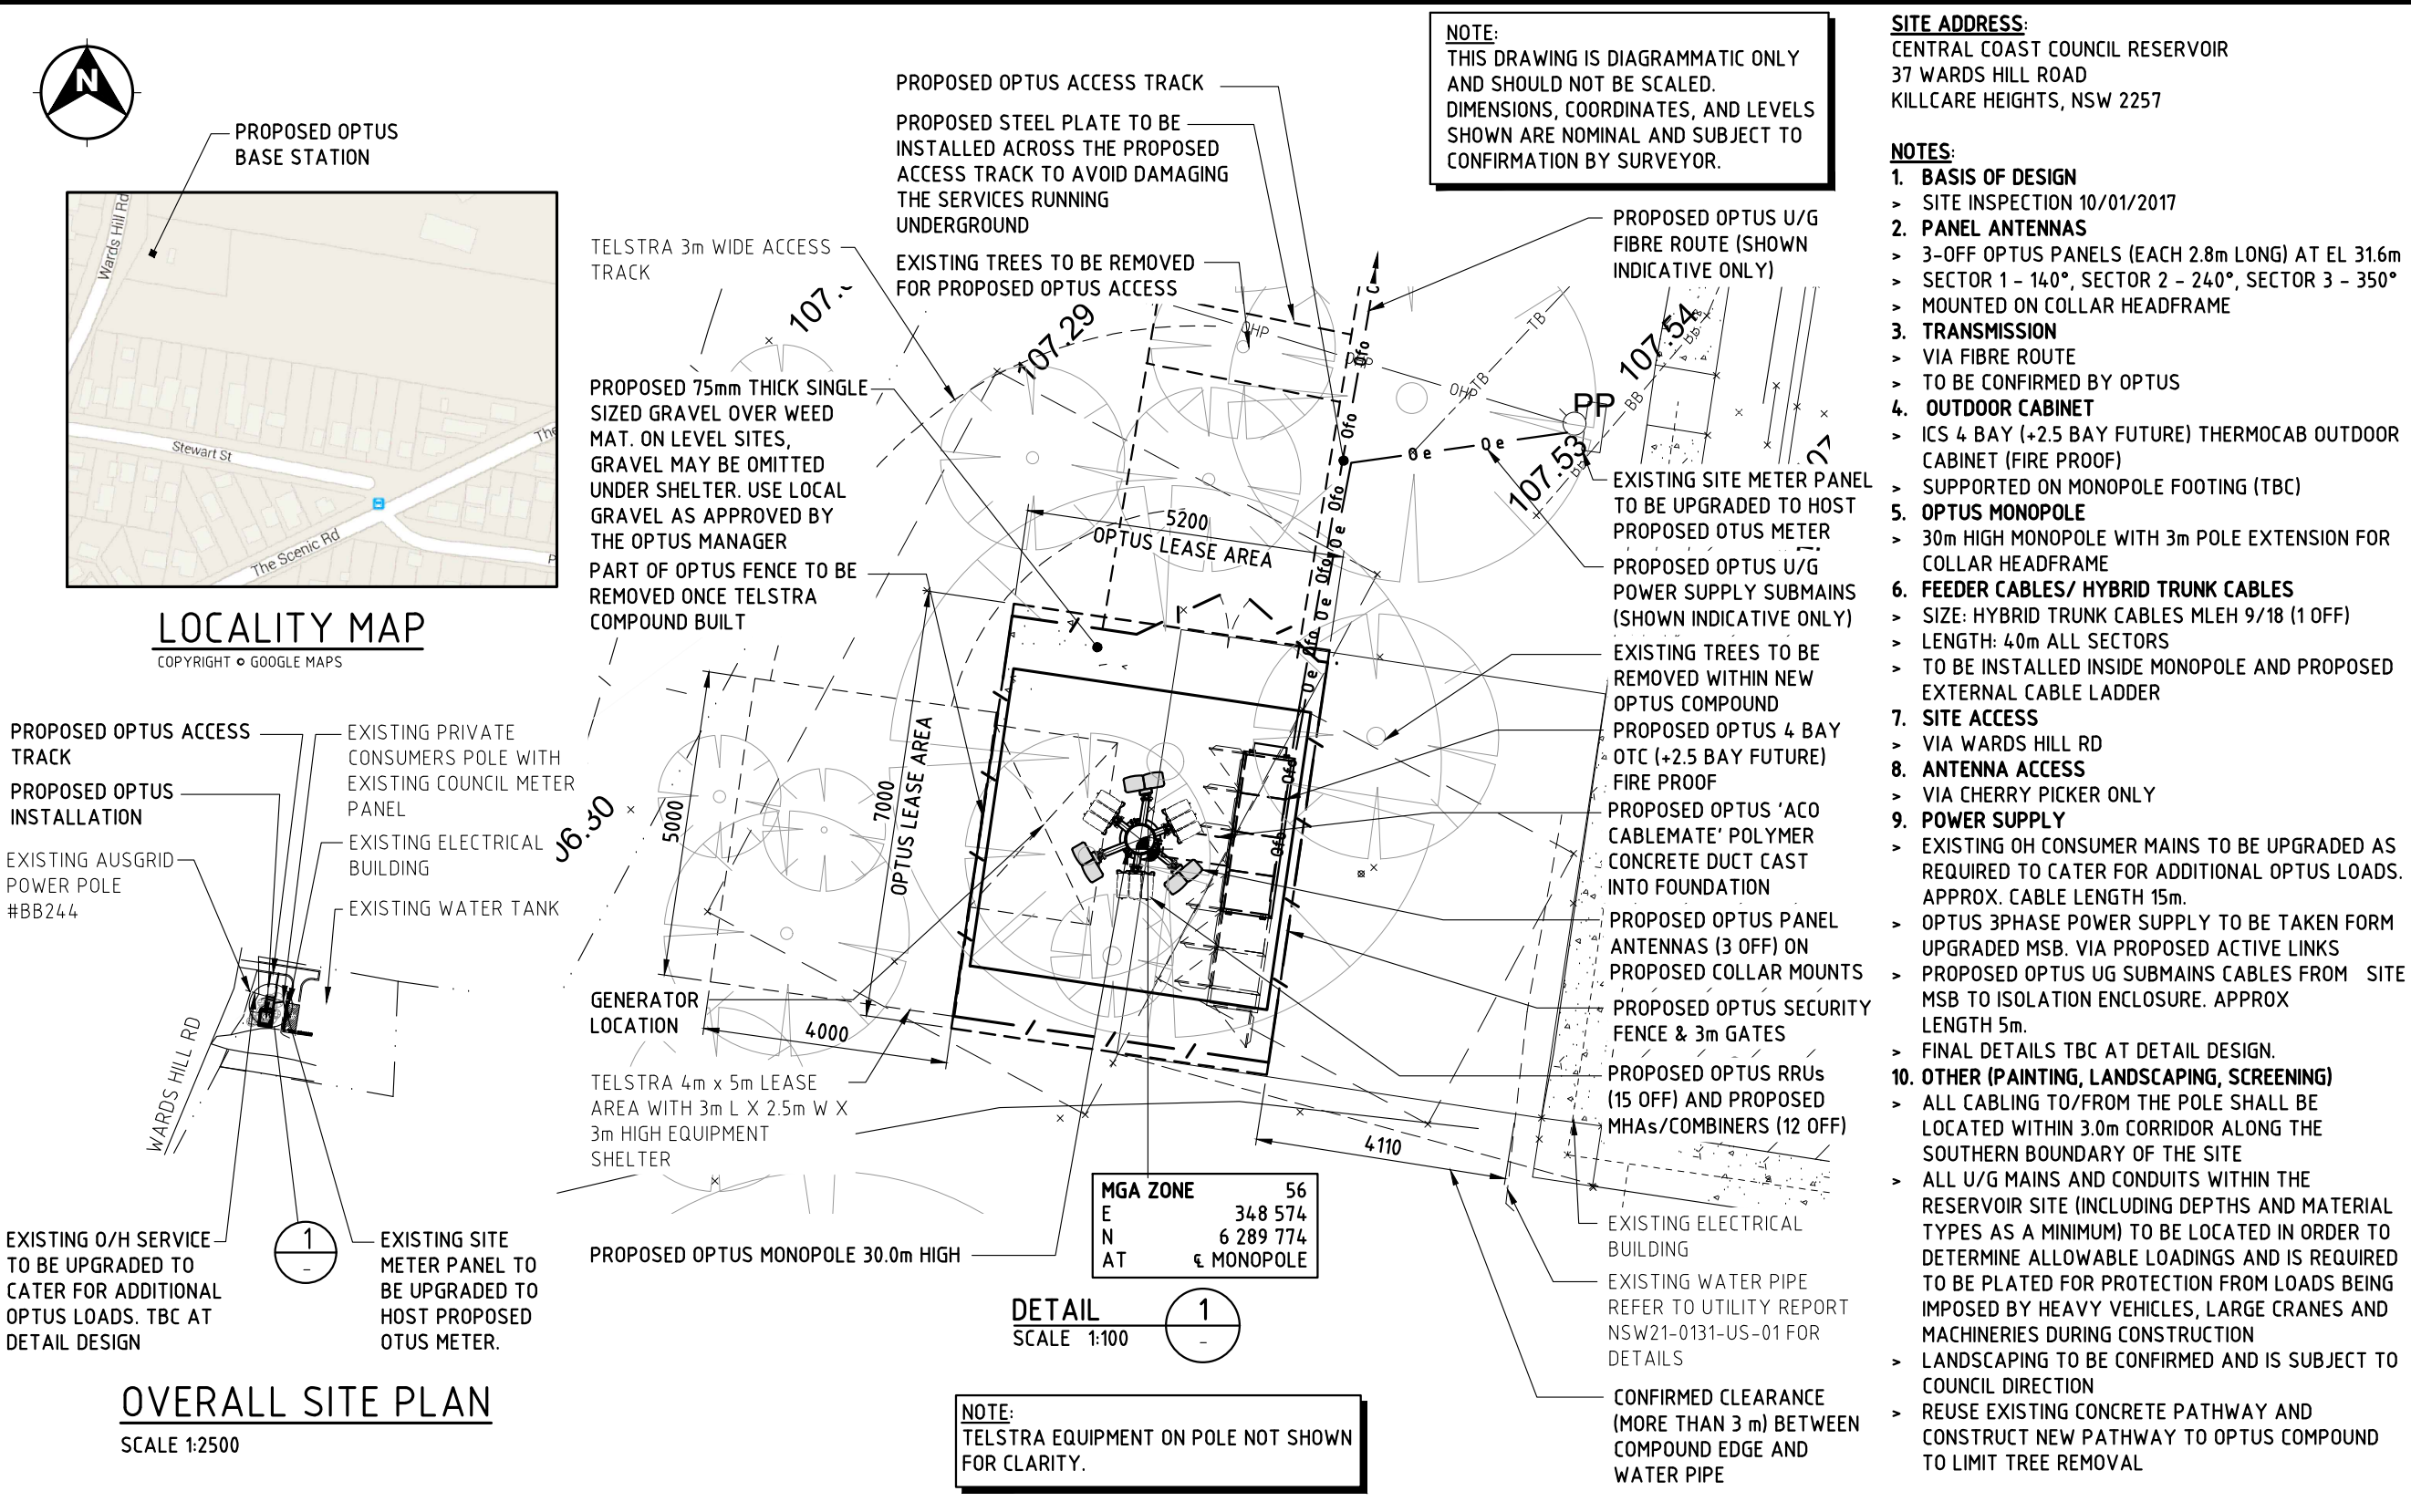 N
PROPOSED OPTUS
BASE STATION
Wards Hill Rd
Stewart St
The Scenic Rd
The
P
LOCALITY MAP
COPYRIGHT © GOOGLE MAPS
PROPOSED OPTUS ACCESS
TRACK
PROPOSED OPTUS
INSTALLATION
EXISTING AUSGRID
POWER POLE
#BB244
EXISTING PRIVATE
CONSUMERS POLE WITH
EXISTING COUNCIL METER
PANEL
EXISTING ELECTRICAL
BUILDING
EXISTING WATER TANK
WARDS HILL RD
EXISTING O/H SERVICE
TO BE UPGRADED TO
CATER FOR ADDITIONAL
OPTUS LOADS. TBC AT
DETAIL DESIGN
1
-
EXISTING SITE
METER PANEL TO
BE UPGRADED TO
HOST PROPOSED
OTUS METER.
OVERALL SITE PLAN
SCALE 1:2500
PROPOSED OPTUS ACCESS TRACK
PROPOSED STEEL PLATE TO BE
INSTALLED ACROSS THE PROPOSED
ACCESS TRACK TO AVOID DAMAGING
THE SERVICES RUNNING
UNDERGROUND
EXISTING TREES TO BE REMOVED
FOR PROPOSED OPTUS ACCESS
TELSTRA 3m WIDE ACCESS
TRACK
PROPOSED 75mm THICK SINGLE
SIZED GRAVEL OVER WEED
MAT. ON LEVEL SITES,
GRAVEL MAY BE OMITTED
UNDER SHELTER. USE LOCAL
GRAVEL AS APPROVED BY
THE OPTUS MANAGER
PART OF OPTUS FENCE TO BE
REMOVED ONCE TELSTRA
COMPOUND BUILT
107.29
107.54
107.53
PP
OHP
OHP
OHP
TB
TB
BB
BB
Ofo
Ofo
Ofo
Ofo
Ofo
Ofo
Ofo
Oe
Oe
Oe
Oe
Oe
5200
OPTUS LEASE AREA
7000
OPTUS LEASE AREA
5000
4000
4110
GENERATOR
LOCATION
TELSTRA 4m x 5m LEASE
AREA WITH 3m L X 2.5m W X
3m HIGH EQUIPMENT
SHELTER
PROPOSED OPTUS MONOPOLE 30.0m HIGH
MGA ZONE 56
E 348 574
N 6 289 774
AT ℄ MONOPOLE
DETAIL
SCALE 1:100
1
-
NOTE:
TELSTRA EQUIPMENT ON POLE NOT SHOWN
FOR CLARITY.
NOTE:
THIS DRAWING IS DIAGRAMMATIC ONLY
AND SHOULD NOT BE SCALED.
DIMENSIONS, COORDINATES, AND LEVELS
SHOWN ARE NOMINAL AND SUBJECT TO
CONFIRMATION BY SURVEYOR.
PROPOSED OPTUS U/G
FIBRE ROUTE (SHOWN
INDICATIVE ONLY)
EXISTING SITE METER PANEL
TO BE UPGRADED TO HOST
PROPOSED OTUS METER
PROPOSED OPTUS U/G
POWER SUPPLY SUBMAINS
(SHOWN INDICATIVE ONLY)
EXISTING TREES TO BE
REMOVED WITHIN NEW
OPTUS COMPOUND
PROPOSED OPTUS 4 BAY
OTC (+2.5 BAY FUTURE)
FIRE PROOF
PROPOSED OPTUS 'ACO
CABLEMATE' POLYMER
CONCRETE DUCT CAST
INTO FOUNDATION
PROPOSED OPTUS PANEL
ANTENNAS (3 OFF) ON
PROPOSED COLLAR MOUNTS
PROPOSED OPTUS SECURITY
FENCE & 3m GATES
PROPOSED OPTUS RRUs
(15 OFF) AND PROPOSED
MHAs/COMBINERS (12 OFF)
EXISTING ELECTRICAL
BUILDING
EXISTING WATER PIPE
REFER TO UTILITY REPORT
NSW21-0131-US-01 FOR
DETAILS
CONFIRMED CLEARANCE
(MORE THAN 3 m) BETWEEN
COMPOUND EDGE AND
WATER PIPE
SITE ADDRESS:
CENTRAL COAST COUNCIL RESERVOIR
37 WARDS HILL ROAD
KILLCARE HEIGHTS, NSW 2257
NOTES:
1. BASIS OF DESIGN
> SITE INSPECTION 10/01/2017
2. PANEL ANTENNAS
> 3-OFF OPTUS PANELS (EACH 2.8m LONG) AT EL 31.6m
> SECTOR 1 - 140°, SECTOR 2 - 240°, SECTOR 3 - 350°
> MOUNTED ON COLLAR HEADFRAME
3. TRANSMISSION
> VIA FIBRE ROUTE
> TO BE CONFIRMED BY OPTUS
4. OUTDOOR CABINET
> ICS 4 BAY (+2.5 BAY FUTURE) THERMOCAB OUTDOOR
CABINET (FIRE PROOF)
> SUPPORTED ON MONOPOLE FOOTING (TBC)
5. OPTUS MONOPOLE
> 30m HIGH MONOPOLE WITH 3m POLE EXTENSION FOR
COLLAR HEADFRAME
6. FEEDER CABLES/ HYBRID TRUNK CABLES
> SIZE: HYBRID TRUNK CABLES MLEH 9/18 (1 OFF)
> LENGTH: 40m ALL SECTORS
> TO BE INSTALLED INSIDE MONOPOLE AND PROPOSED
EXTERNAL CABLE LADDER
7. SITE ACCESS
> VIA WARDS HILL RD
8. ANTENNA ACCESS
> VIA CHERRY PICKER ONLY
9. POWER SUPPLY
> EXISTING OH CONSUMER MAINS TO BE UPGRADED AS
REQUIRED TO CATER FOR ADDITIONAL OPTUS LOADS.
APPROX. CABLE LENGTH 15m.
> OPTUS 3PHASE POWER SUPPLY TO BE TAKEN FORM
UPGRADED MSB. VIA PROPOSED ACTIVE LINKS
> PROPOSED OPTUS UG SUBMAINS CABLES FROM SITE
MSB TO ISOLATION ENCLOSURE. APPROX
LENGTH 5m.
> FINAL DETAILS TBC AT DETAIL DESIGN.
10. OTHER (PAINTING, LANDSCAPING, SCREENING)
> ALL CABLING TO/FROM THE POLE SHALL BE
LOCATED WITHIN 3.0m CORRIDOR ALONG THE
SOUTHERN BOUNDARY OF THE SITE
> ALL U/G MAINS AND CONDUITS WITHIN THE
RESERVOIR SITE (INCLUDING DEPTHS AND MATERIAL
TYPES AS A MINIMUM) TO BE LOCATED IN ORDER TO
DETERMINE ALLOWABLE LOADINGS AND IS REQUIRED
TO BE PLATED FOR PROTECTION FROM LOADS BEING
IMPOSED BY HEAVY VEHICLES, LARGE CRANES AND
MACHINERIES DURING CONSTRUCTION
> LANDSCAPING TO BE CONFIRMED AND IS SUBJECT TO
COUNCIL DIRECTION
> REUSE EXISTING CONCRETE PATHWAY AND
CONSTRUCT NEW PATHWAY TO OPTUS COMPOUND
TO LIMIT TREE REMOVAL